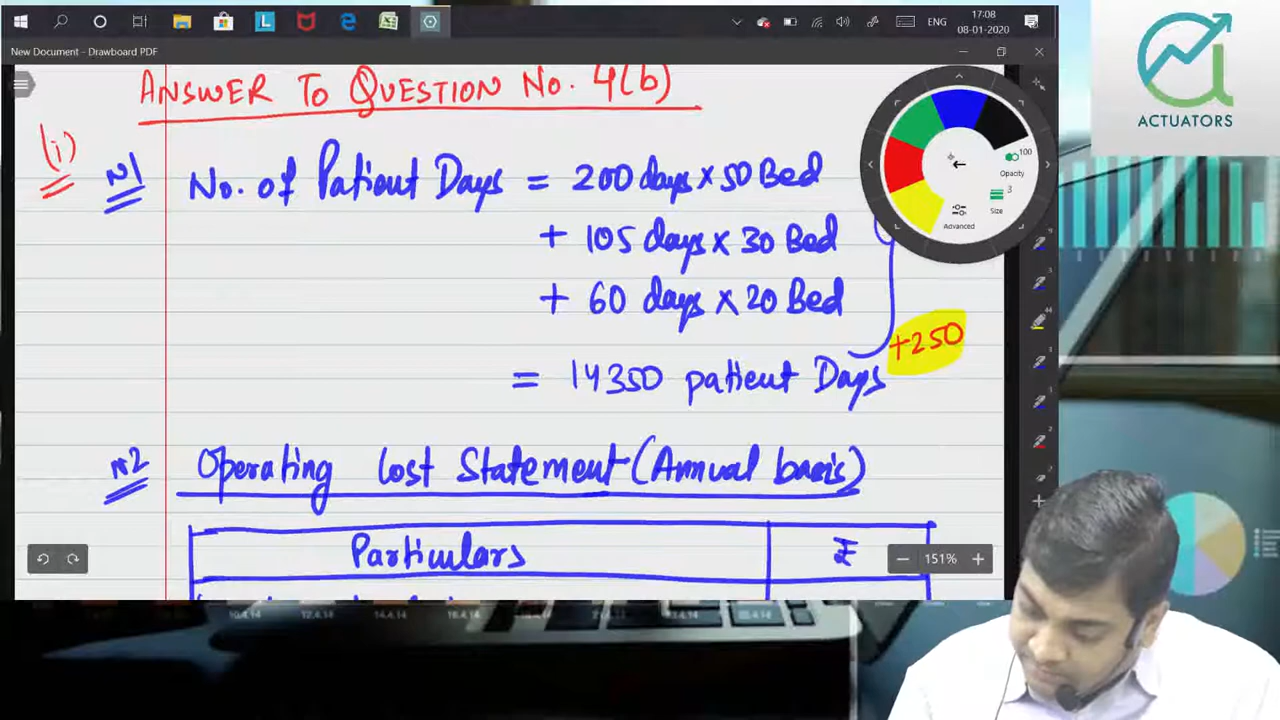 17:08
ENG
08-01-2020
New Document - Drawboard PDF
ANSWER TO QUESTION No. 4(b)
(i)
N1 No. of Patient Days = 200 days × 50 Bed
+ 105 days × 30 Bed
+ 60 days × 20 Bed
+250
= 14350 patient Days
N2 Operating Cost Statement (Annual basis)
Particulars ₹
100
Opacity
3
Size
Advanced
151%
ACTUATORS